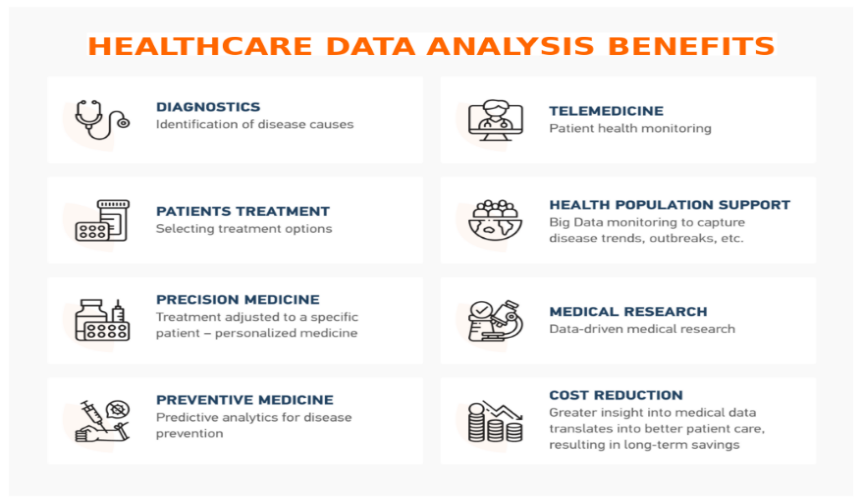 HEALTHCARE DATA ANALYSIS BENEFITS
DIAGNOSTICS
Identification of disease causes
TELEMEDICINE
Patient health monitoring
PATIENTS TREATMENT
Selecting treatment options
HEALTH POPULATION SUPPORT
Big Data monitoring to capture
disease trends, outbreaks, etc.
PRECISION MEDICINE
Treatment adjusted to a specific
patient – personalized medicine
MEDICAL RESEARCH
Data-driven medical research
PREVENTIVE MEDICINE
Predictive analytics for disease
prevention
COST REDUCTION
Greater insight into medical data
translates into better patient care,
resulting in long-term savings